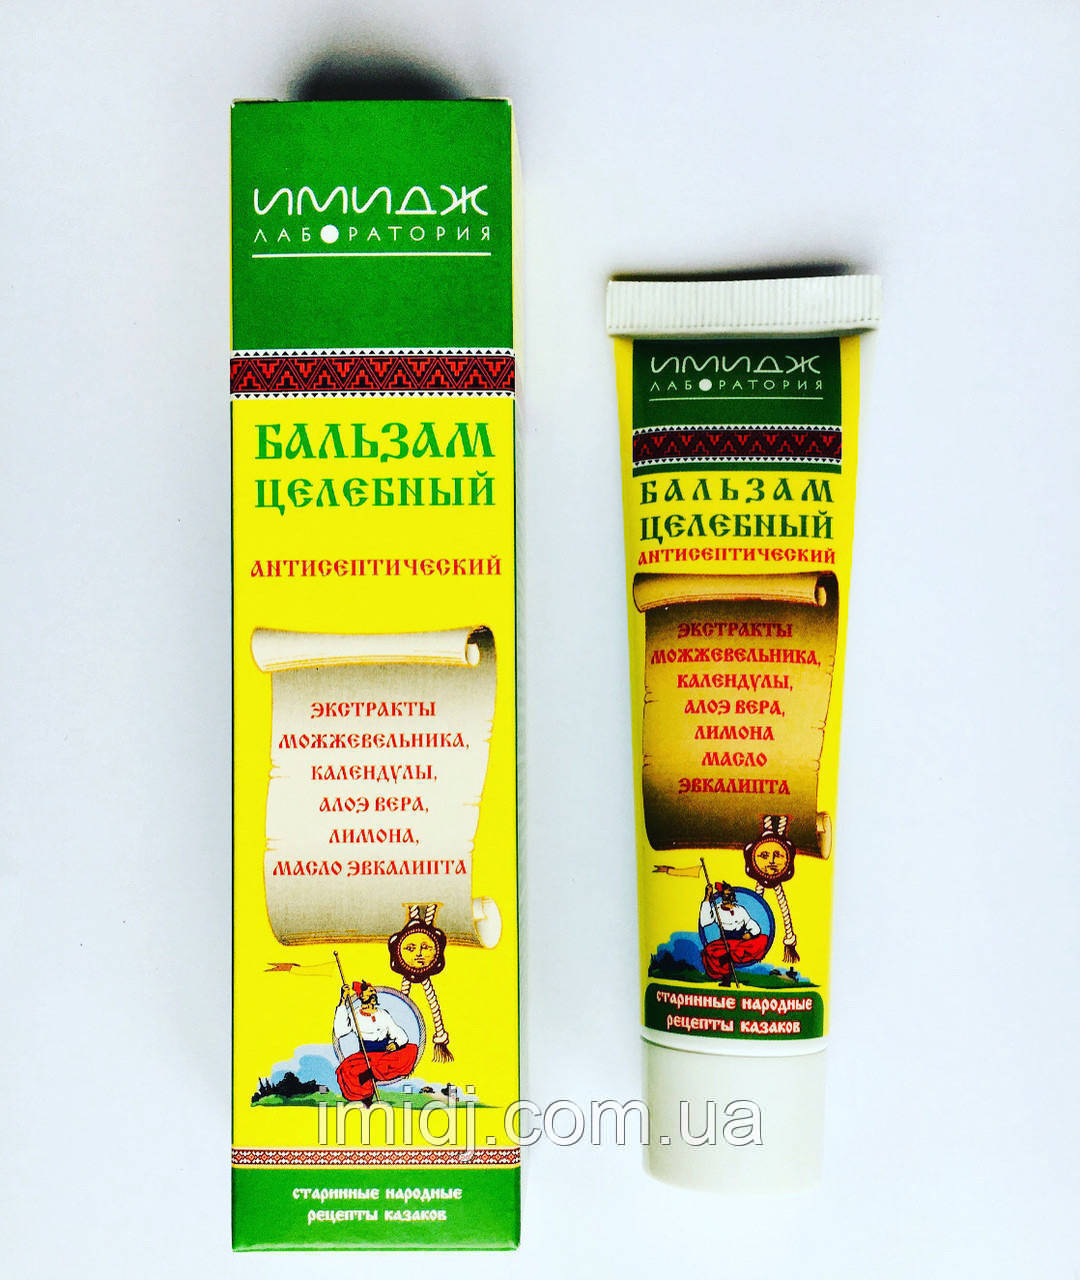 ИМИДЖ
ЛАБОРАТОРИЯ
БАЛЬЗАМ
ЦЕЛЕБНЫЙ
АНТИСЕПТИЧЕСКИЙ
ЭКСТРАКТЫ
МОЖЖЕВЕЛЬНИКА,
КАЛЕНДУЛЫ,
АЛОЭ ВЕРА,
ЛИМОНА,
МАСЛО ЭВКАЛИПТА
СТАРИННЫЕ НАРОДНЫЕ
РЕЦЕПТЫ КАЗАКОВ
ИМИДЖ
ЛАБОРАТОРИЯ
БАЛЬЗАМ
ЦЕЛЕБНЫЙ
АНТИСЕПТИЧЕСКИЙ
ЭКСТРАКТЫ
МОЖЖЕВЕЛЬНИКА,
КАЛЕНДУЛЫ,
АЛОЭ ВЕРА,
ЛИМОНА
МАСЛО
ЭВКАЛИПТА
СТАРИННЫЕ НАРОДНЫЕ
РЕЦЕПТЫ КАЗАКОВ
imidj.com.ua